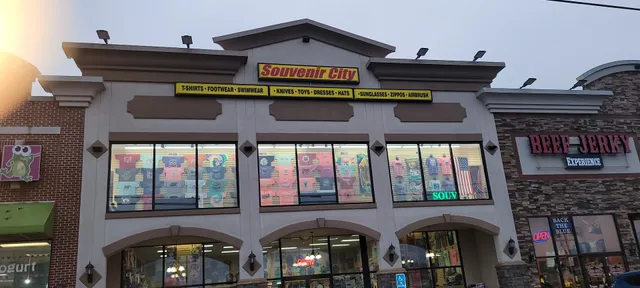 Souvenir City
T-SHIRTS • FOOTWEAR • SWIMWEAR • KNIVES • TOYS • DRESSES • HATS • SUNGLASSES • ZIPPOS • AIRBRUSH
BEEF JERKY
EXPERIENCE
SOUV
BACK THE
BLUE
OPEN
ogurt